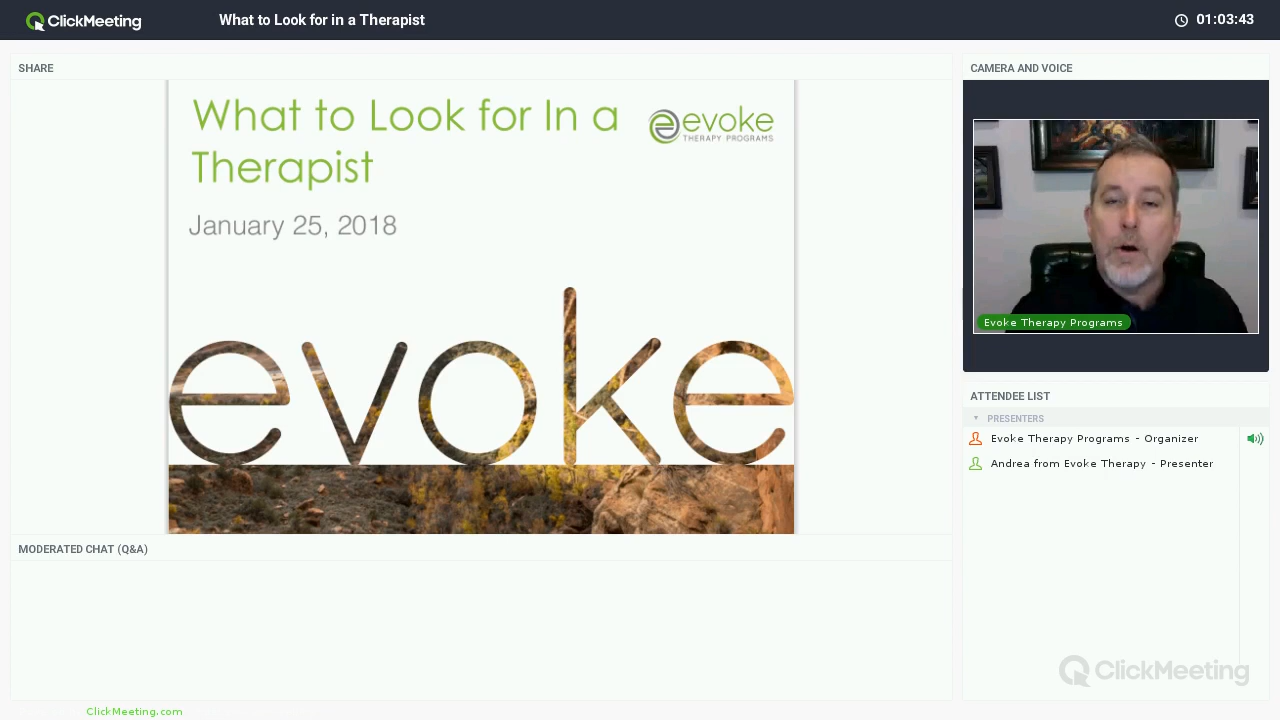 ClickMeeting
What to Look for in a Therapist
01:03:43
SHARE
What to Look for In a
Therapist
evoke
THERAPY PROGRAMS
January 25, 2018
evoke
CAMERA AND VOICE
Evoke Therapy Programs
ATTENDEE LIST
PRESENTERS
Evoke Therapy Programs - Organizer
Andrea from Evoke Therapy - Presenter
MODERATED CHAT (Q&A)
ClickMeeting
ClickMeeting.com